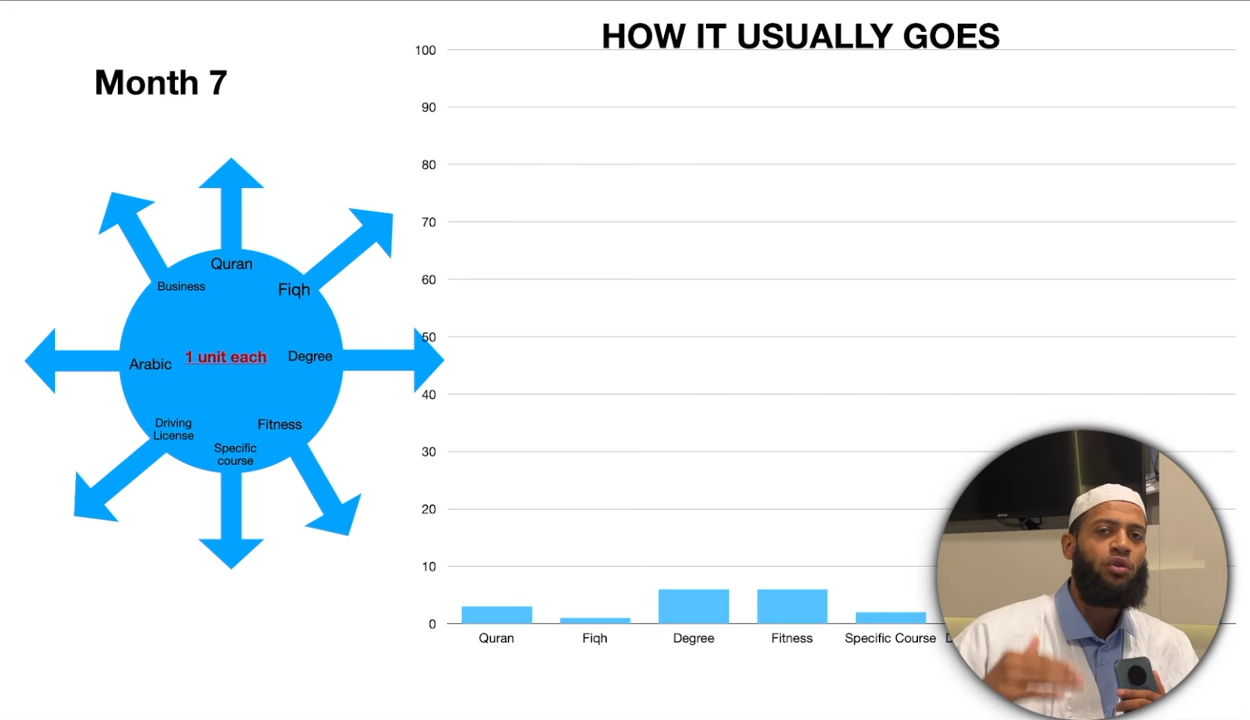 HOW IT USUALLY GOES
Month 7
Quran
Business
Fiqh
Arabic
1 unit each
Degree
Driving
License
Fitness
Specific
course
100
90
80
70
60
50
40
30
20
10
0
Quran
Fiqh
Degree
Fitness
Specific Course